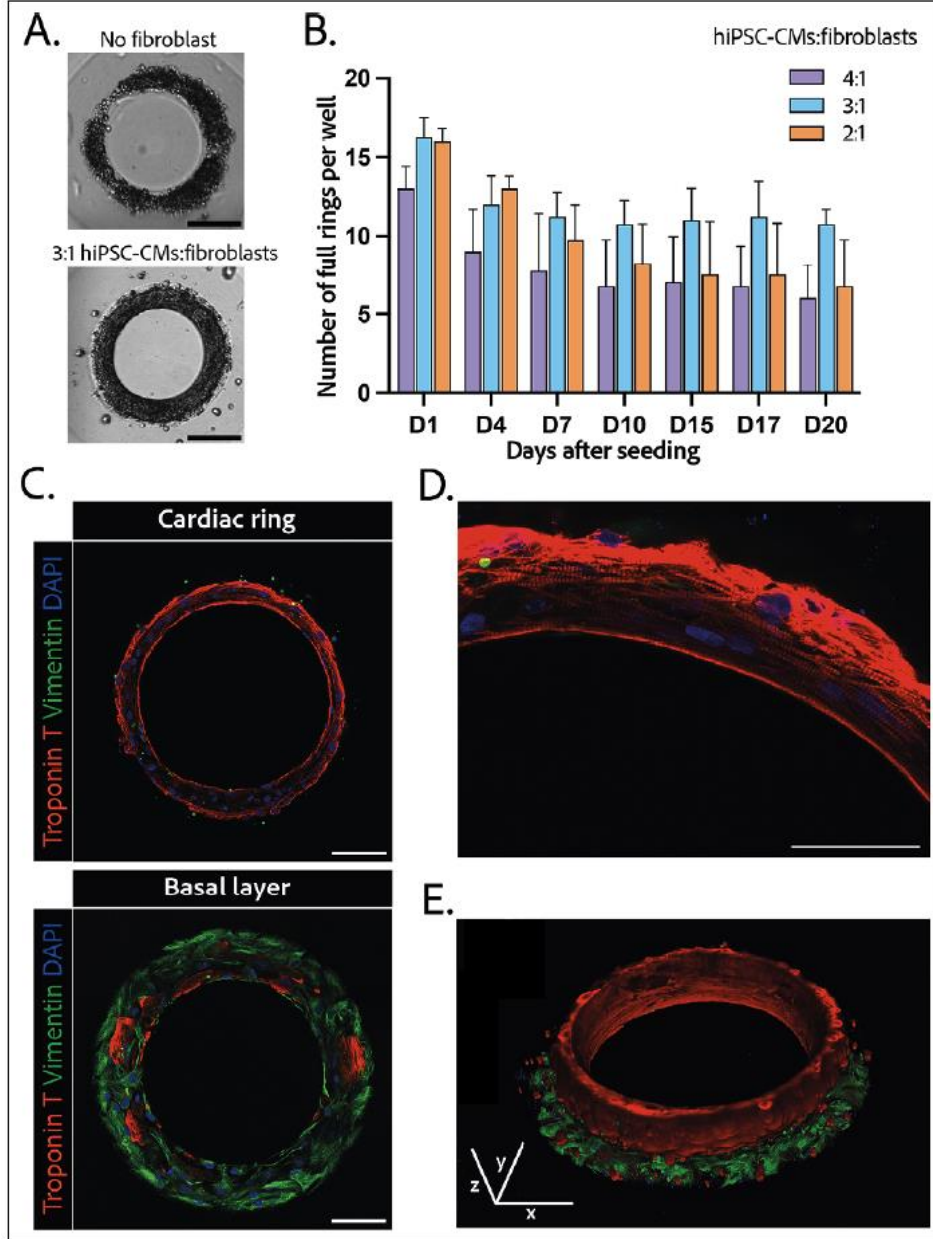 A.
No fibroblast
3:1 hiPSC-CMs:fibroblasts
B.
hiPSC-CMs:fibroblasts
4:1
3:1
2:1
Number of full rings per well
20
15
10
5
0
D1 D4 D7 D10 D15 D17 D20
Days after seeding
C.
Cardiac ring
Troponin T Vimentin DAPI
Basal layer
Troponin T Vimentin DAPI
D.
E.
y
z
x